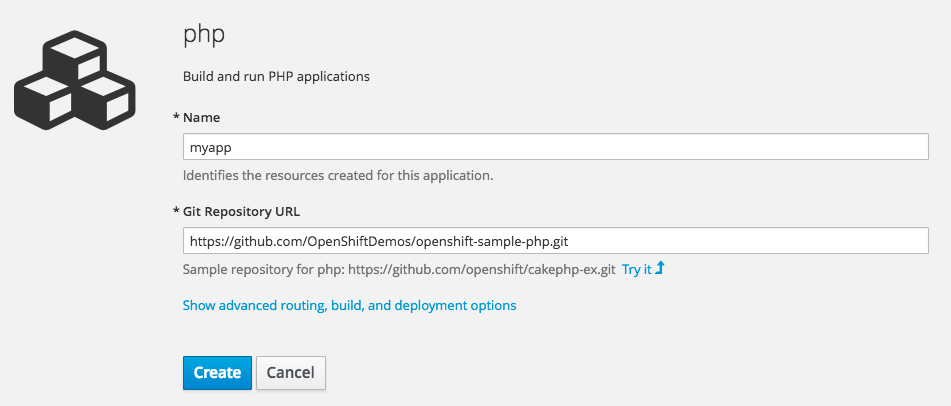 php
Build and run PHP applications
* Name
myapp
Identifies the resources created for this application.
* Git Repository URL
https://github.com/OpenShiftDemos/openshift-sample-php.git
Sample repository for php: https://github.com/openshift/cakephp-ex.git Try it
Show advanced routing, build, and deployment options
Create Cancel